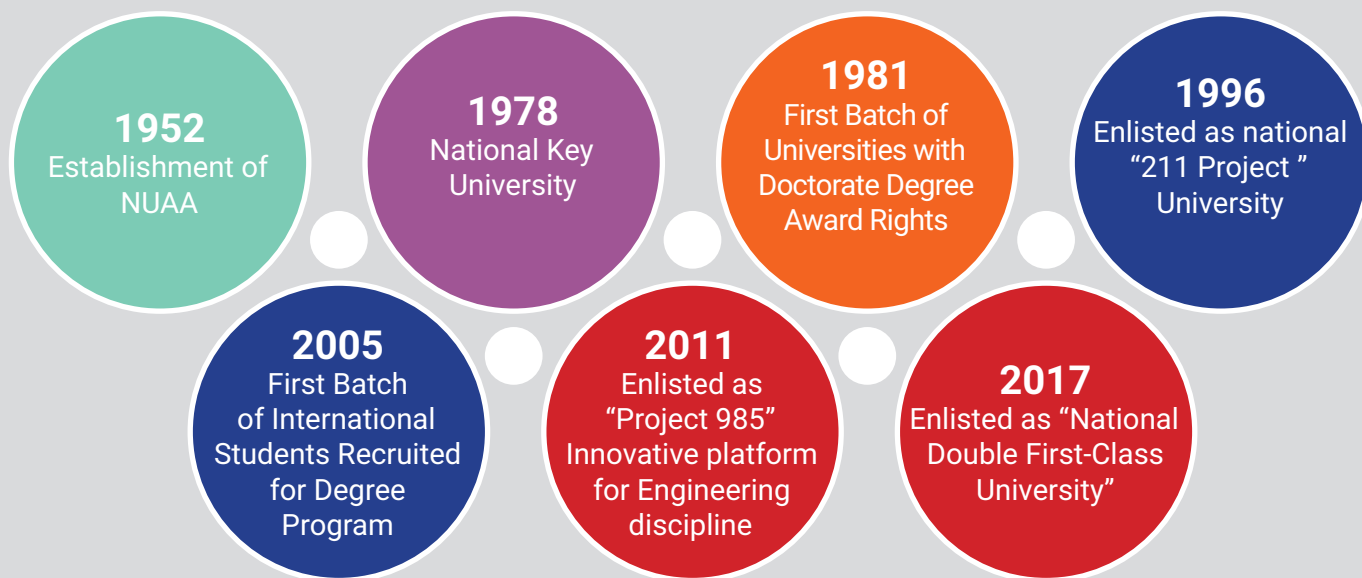 1952
Establishment of
NUAA
1978
National Key
University
1981
First Batch of
Universities with
Doctorate Degree
Award Rights
1996
Enlisted as national
“211 Project ”
University
2005
First Batch
of International
Students Recruited
for Degree
Program
2011
Enlisted as
“Project 985”
Innovative platform
for Engineering
discipline
2017
Enlisted as “National
Double First-Class
University”